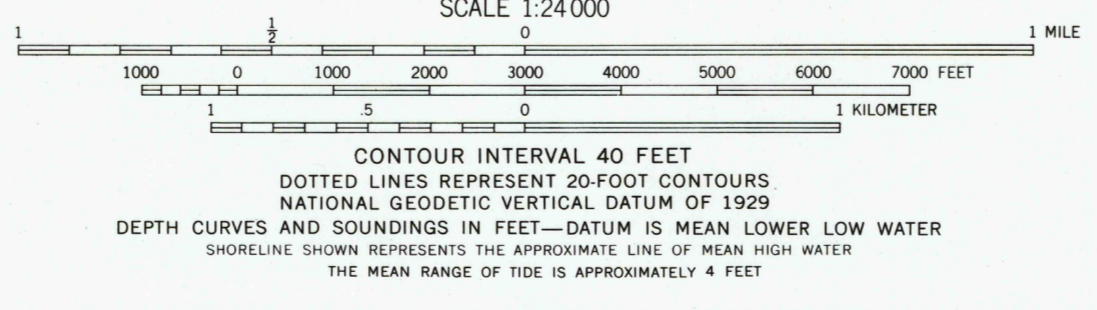 SCALE 1:24 000
1 1/2 0 1 MILE
1000 0 1000 2000 3000 4000 5000 6000 7000 FEET
1 .5 0 1 KILOMETER
CONTOUR INTERVAL 40 FEET
DOTTED LINES REPRESENT 20-FOOT CONTOURS
NATIONAL GEODETIC VERTICAL DATUM OF 1929
DEPTH CURVES AND SOUNDINGS IN FEET—DATUM IS MEAN LOWER LOW WATER
SHORELINE SHOWN REPRESENTS THE APPROXIMATE LINE OF MEAN HIGH WATER
THE MEAN RANGE OF TIDE IS APPROXIMATELY 4 FEET